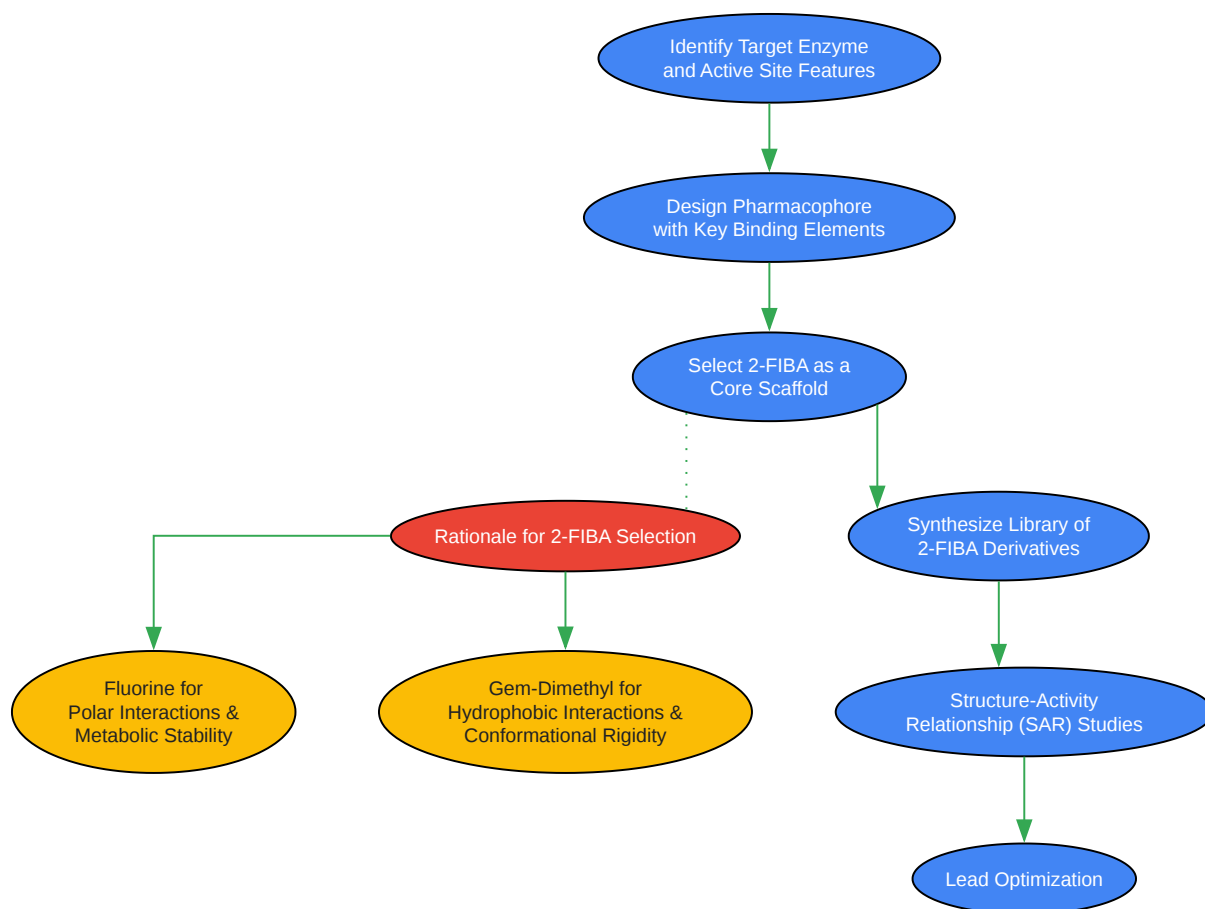 Identify Target Enzyme
and Active Site Features
Design Pharmacophore
with Key Binding Elements
Select 2-FIBA as a
Core Scaffold
Rationale for 2-FIBA Selection
Synthesize Library of
2-FIBA Derivatives
Fluorine for
Polar Interactions &
Metabolic Stability
Gem-Dimethyl for
Hydrophobic Interactions &
Conformational Rigidity
Structure-Activity
Relationship (SAR) Studies
Lead Optimization